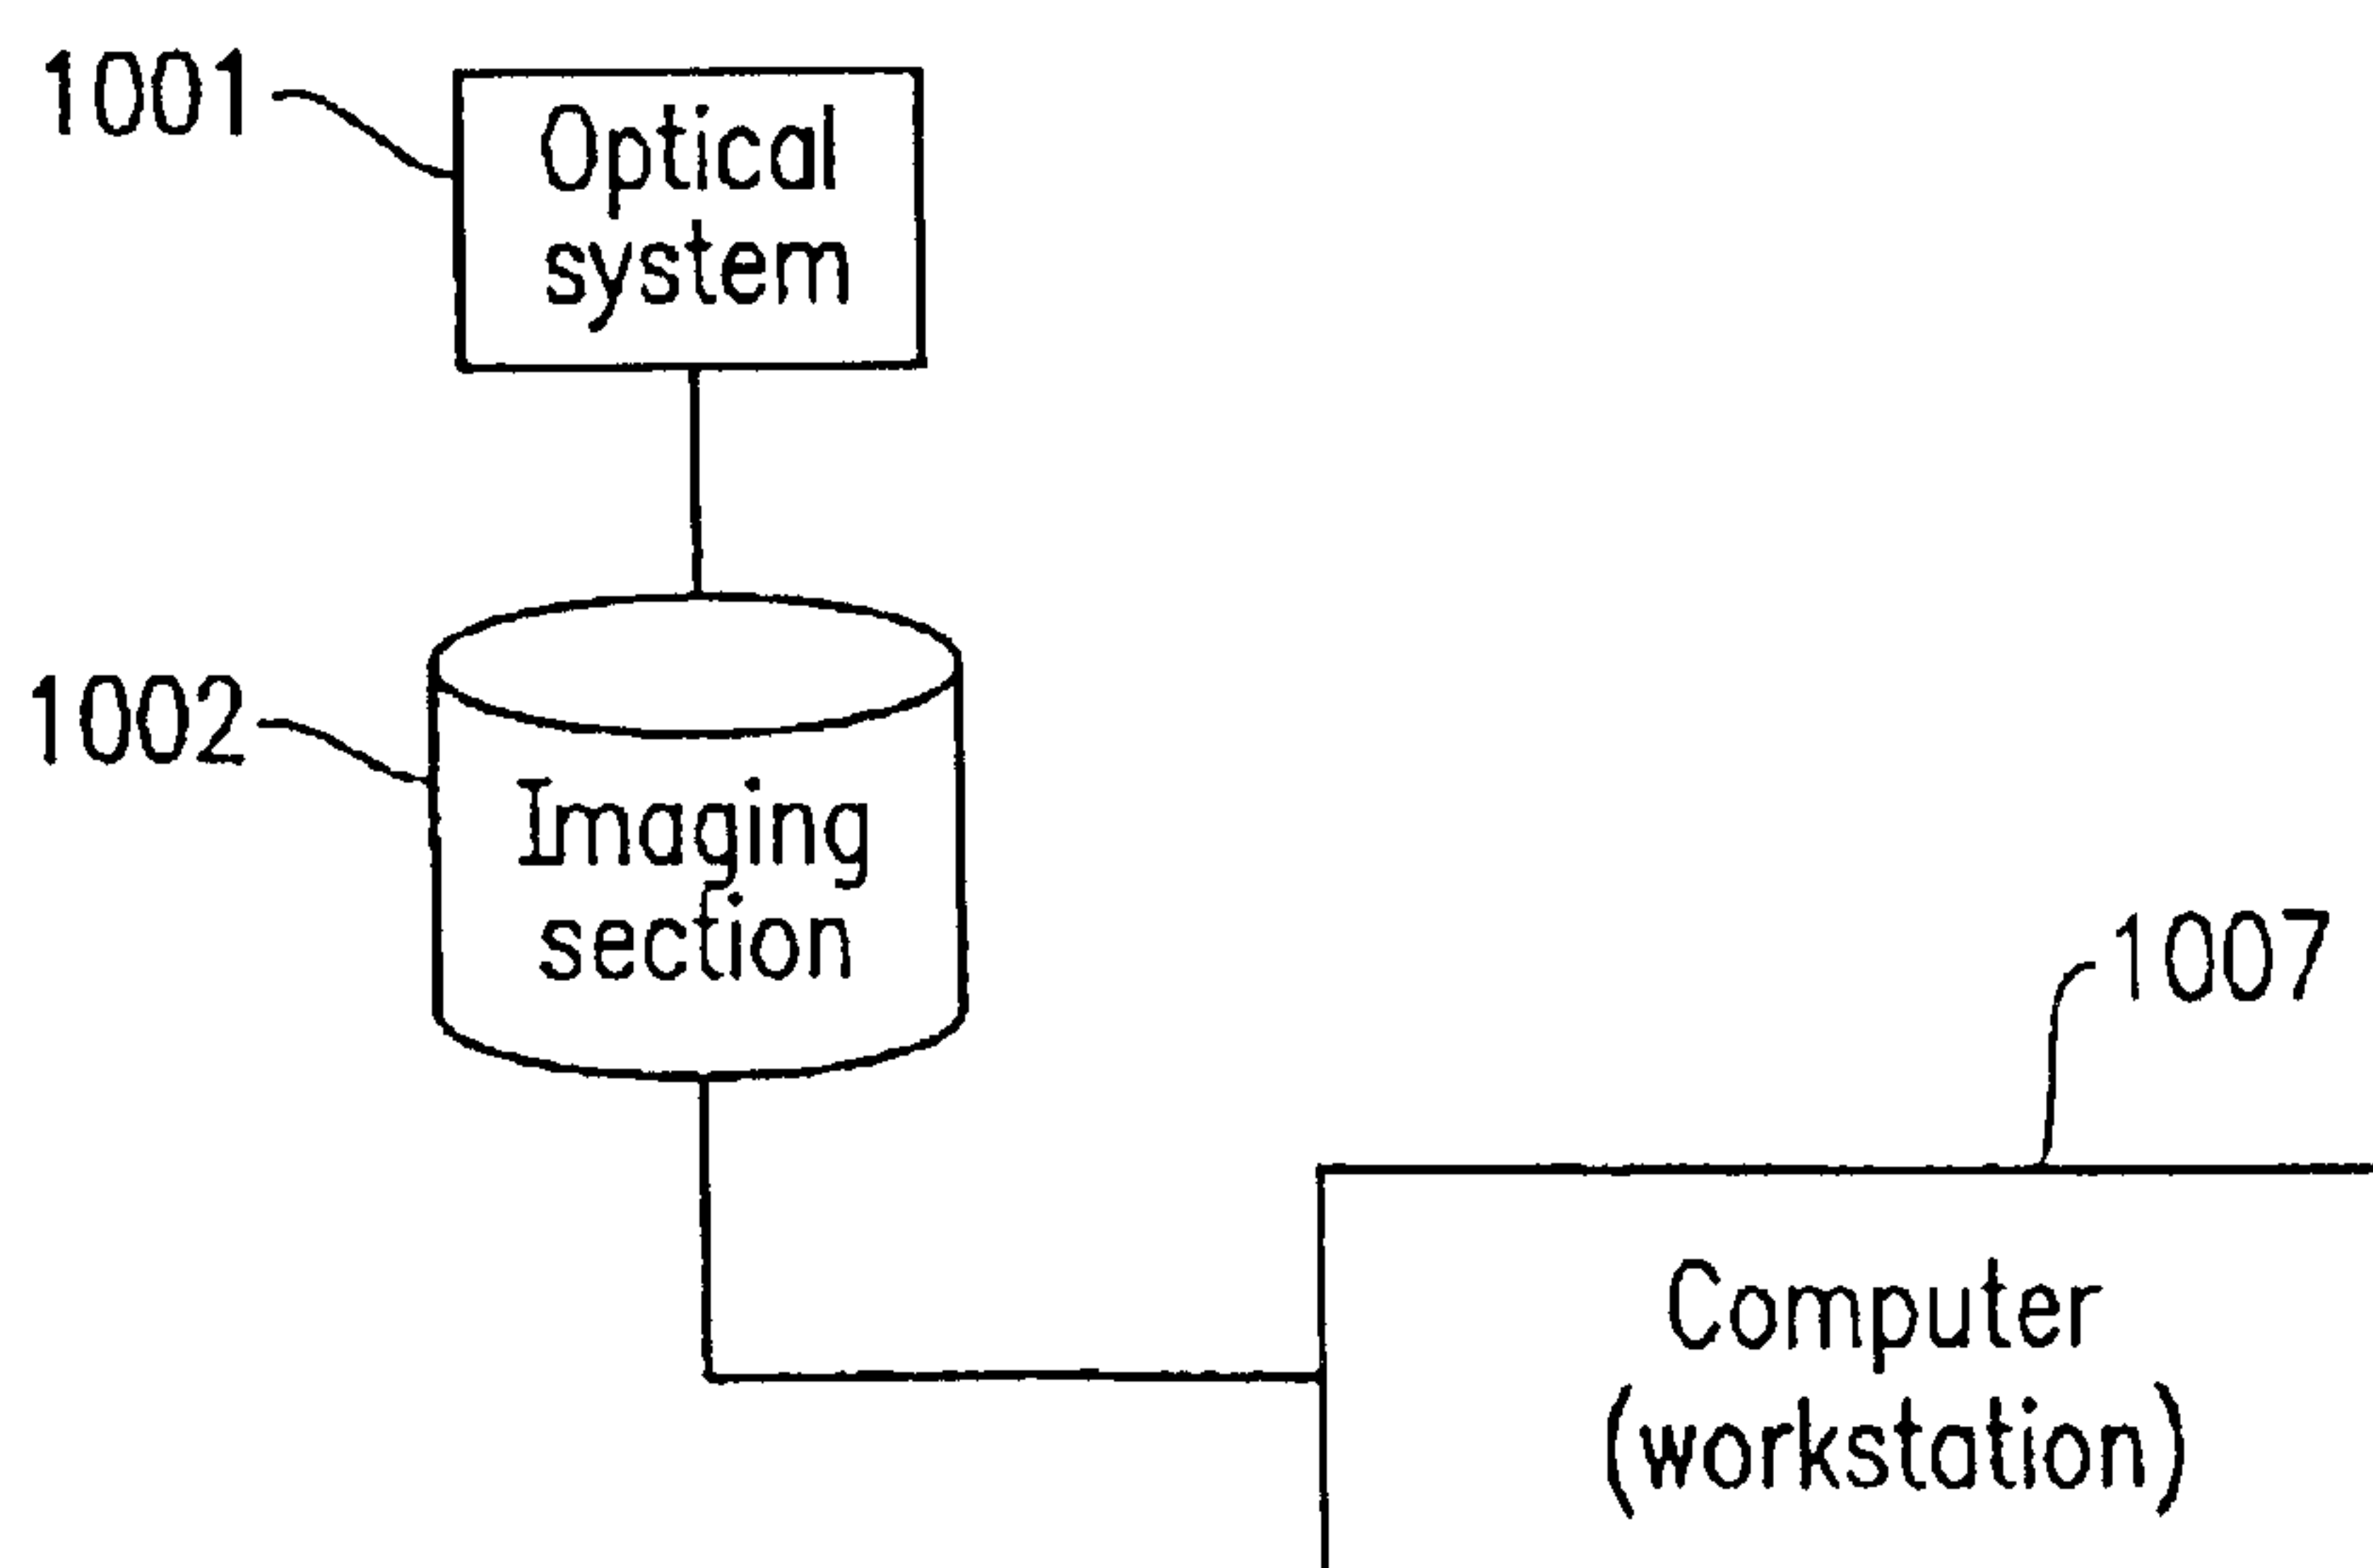 1001
Optical
system
1002
Imaging
section
1007
Computer
(workstation)